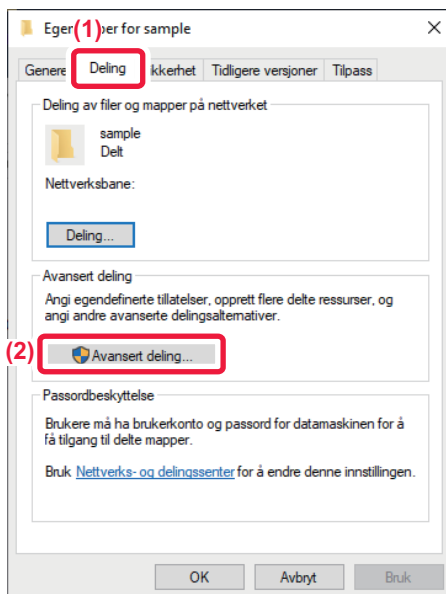 (1)
Egen per for sample
Genere Deling kkerhet Tidligere versjoner Tilpass
Deling av filer og mapper på nettverket
sample
Delt
Nettverksbane:
Deling...
Avansert deling
Angi egendefinerte tillatelser, opprett flere delte ressurser, og
angi andre avanserte delingsalternativer.
(2)
Avansert deling...
Passordbeskyttelse
Brukere må ha brukerkonto og passord for datamaskinen for å
få tilgang til delte mapper.
Bruk Nettverks- og delingssenter for å endre denne innstillingen.
OK Avbryt Bruk